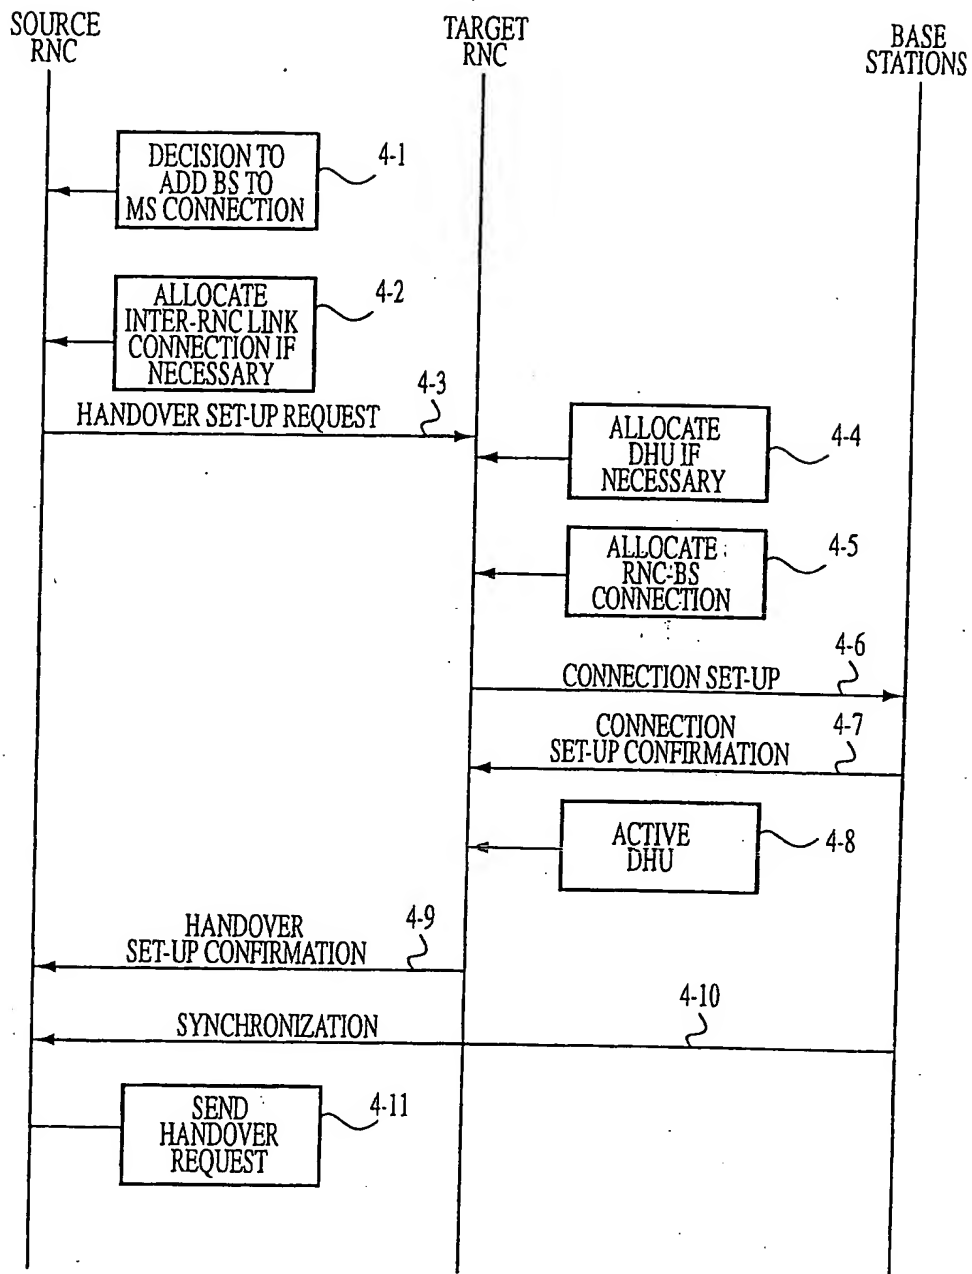 SOURCE
RNC
TARGET
RNC
BASE
STATIONS
DECISION TO
ADD BS TO
MS CONNECTION
4-1
ALLOCATE
INTER-RNC LINK
CONNECTION IF
NECESSARY
4-2
HANDOVER SET-UP REQUEST
4-3
ALLOCATE
DHU IF
NECESSARY
4-4
ALLOCATE
RNC-BS
CONNECTION
4-5
CONNECTION SET-UP
4-6
CONNECTION
SET-UP CONFIRMATION
4-7
ACTIVE
DHU
4-8
HANDOVER
SET-UP CONFIRMATION
4-9
SYNCHRONIZATION
4-10
SEND
HANDOVER
REQUEST
4-11